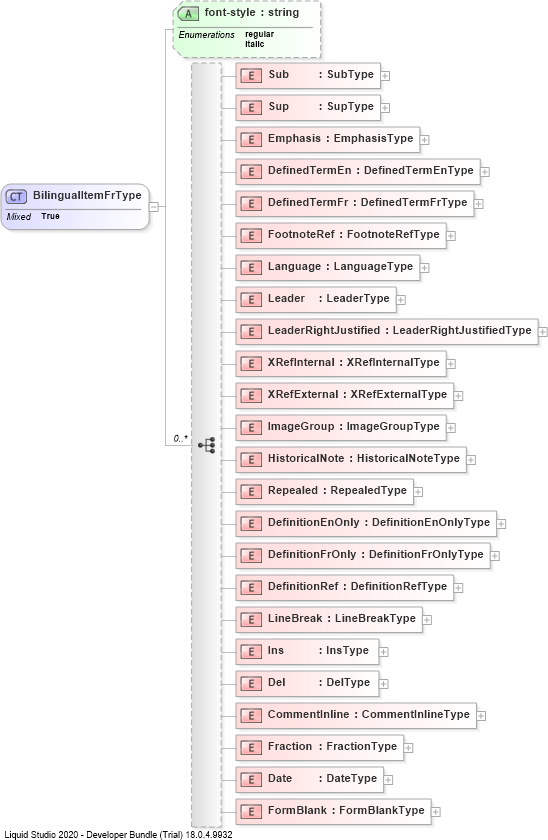 A font-style : string
Enumerations regular
italic
E Sub : SubType
E Sup : SupType
E Emphasis : EmphasisType
E DefinedTermEn : DefinedTermEnType
CT BilingualItemFrType
Mixed True
E DefinedTermFr : DefinedTermFrType
E FootnoteRef : FootnoteRefType
E Language : LanguageType
E Leader : LeaderType
E LeaderRightJustified : LeaderRightJustifiedType
E XRefInternal : XRefInternalType
E XRefExternal : XRefExternalType
E ImageGroup : ImageGroupType
0..*
E HistoricalNote : HistoricalNoteType
E Repealed : RepealedType
E DefinitionEnOnly : DefinitionEnOnlyType
E DefinitionFrOnly : DefinitionFrOnlyType
E DefinitionRef : DefinitionRefType
E LineBreak : LineBreakType
E Ins : InsType
E Del : DelType
E CommentInline : CommentInlineType
E Fraction : FractionType
E Date : DateType
E FormBlank : FormBlankType
Liquid Studio 2020 - Developer Bundle (Trial) 18.0.4.9932